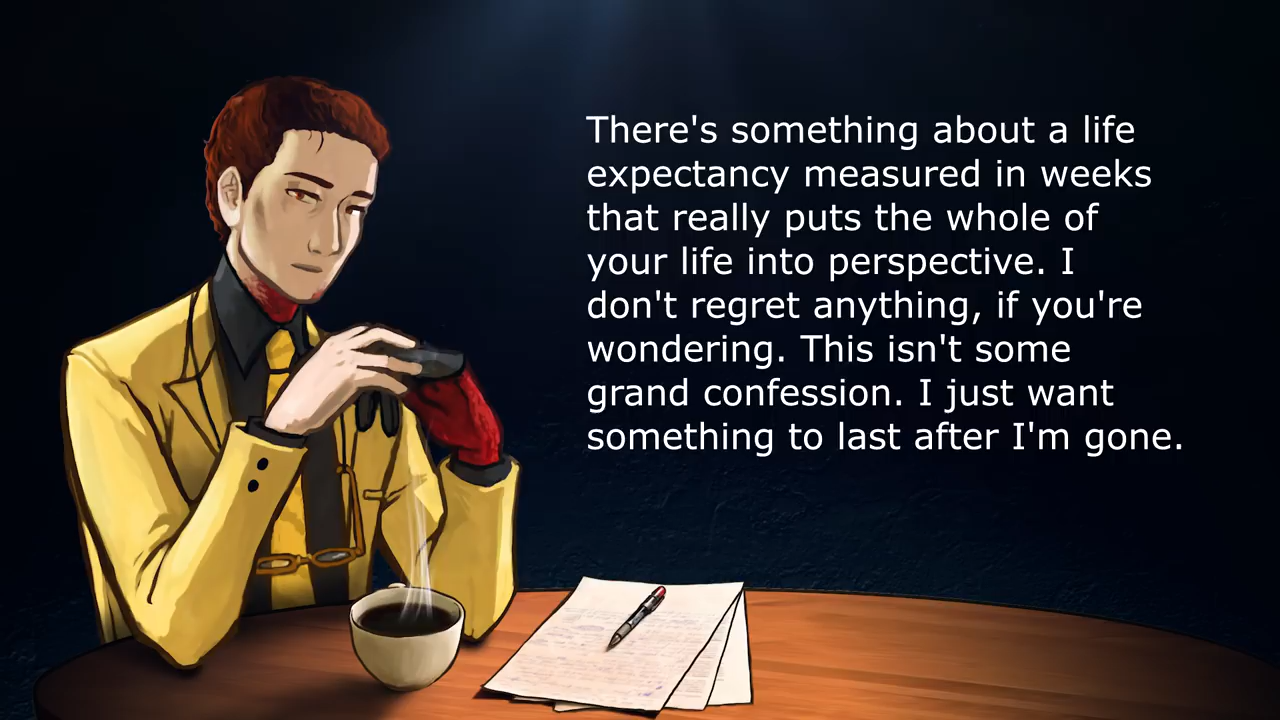 There's something about a life
expectancy measured in weeks
that really puts the whole of
your life into perspective. I
don't regret anything, if you're
wondering. This isn't some
grand confession. I just want
something to last after I'm gone.